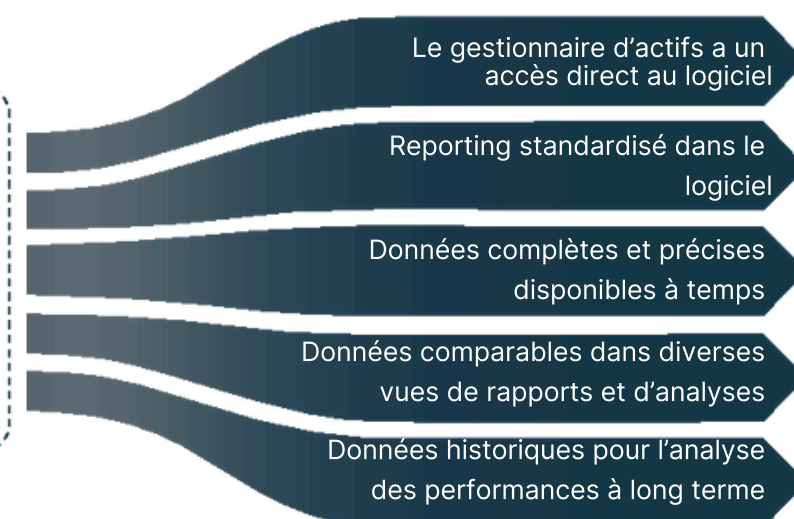 Le gestionnaire d’actifs a un
accès direct au logiciel
Reporting standardisé dans le
logiciel
Données complètes et précises
disponibles à temps
Données comparables dans diverses
vues de rapports et d’analyses
Données historiques pour l’analyse
des performances à long terme